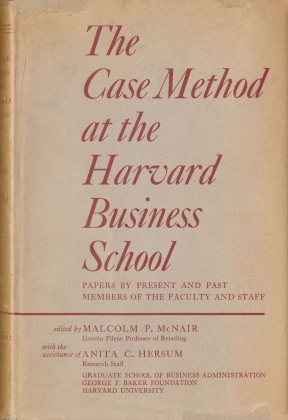 The
Case Method
at the
Harvard
Business
School
PAPERS BY PRESENT AND PAST
MEMBERS OF THE FACULTY AND STAFF
edited by MALCOLM P. McNAIR
Lincoln Filene Professor of Retailing
with the
assistance of ANITA C. HERSUM
Research Staff
GRADUATE SCHOOL OF BUSINESS ADMINISTRATION
GEORGE F. BAKER FOUNDATION
HARVARD UNIVERSITY